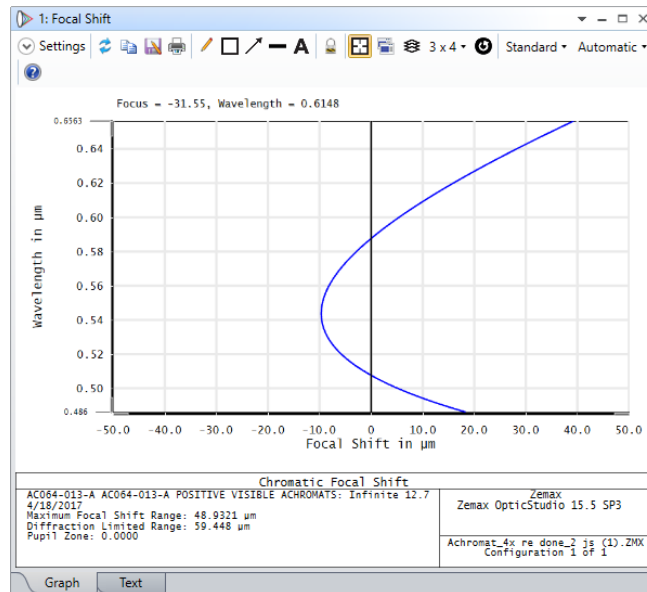 1: Focal Shift
Settings
A
3 x 4
Standard
Automatic
?
Focus = -31.55, Wavelength = 0.6148
0.6563
0.64
0.62
0.60
0.58
0.56
0.54
0.52
0.50
0.486
Wavelength in µm
-50.0 -40.0 -30.0 -20.0 -10.0 0 10.0 20.0 30.0 40.0 50.0
Focal Shift in µm
Chromatic Focal Shift
AC064-013-A AC064-013-A POSITIVE VISIBLE ACHROMATS: Infinite 12.7
4/18/2017
Maximum Focal Shift Range: 48.9321 µm
Diffraction Limited Range: 59.448 µm
Pupil Zone: 0.0000
Zemax
Zemax OpticStudio 15.5 SP3
Achromat_4x re done_2 js (1).ZMX
Configuration 1 of 1
Graph
Text